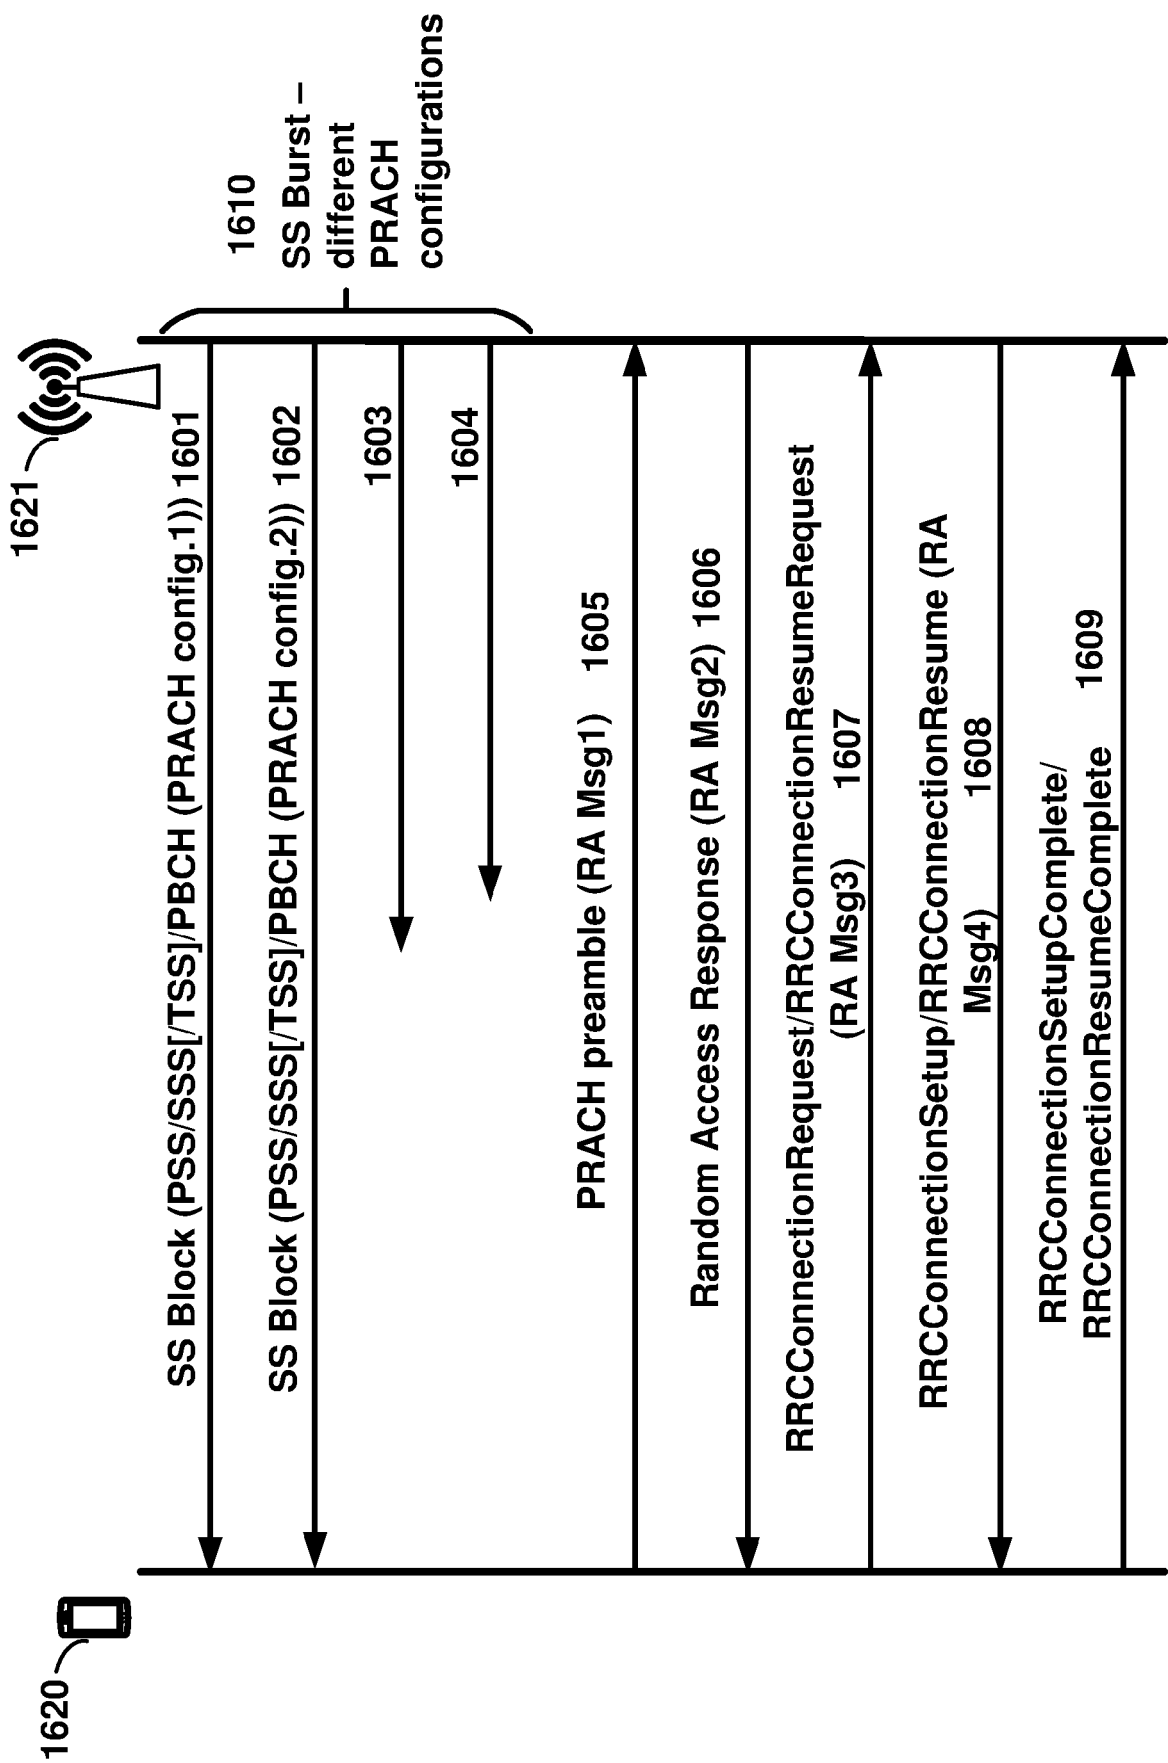 1620
1621
SS Block (PSS/SSS[/TSS]/PBCH (PRACH config.1)) 1601
SS Block (PSS/SSS[/TSS]/PBCH (PRACH config.2)) 1602
1603
1604
1610
SS Burst –
different
PRACH
configurations
PRACH preamble (RA Msg1) 1605
Random Access Response (RA Msg2) 1606
RRCConnectionRequest/RRCConnectionResumeRequest
(RA Msg3) 1607
RRCConnectionSetup/RRCConnectionResume (RA
Msg4) 1608
RRCConnectionSetupComplete/
RRCConnectionResumeComplete 1609